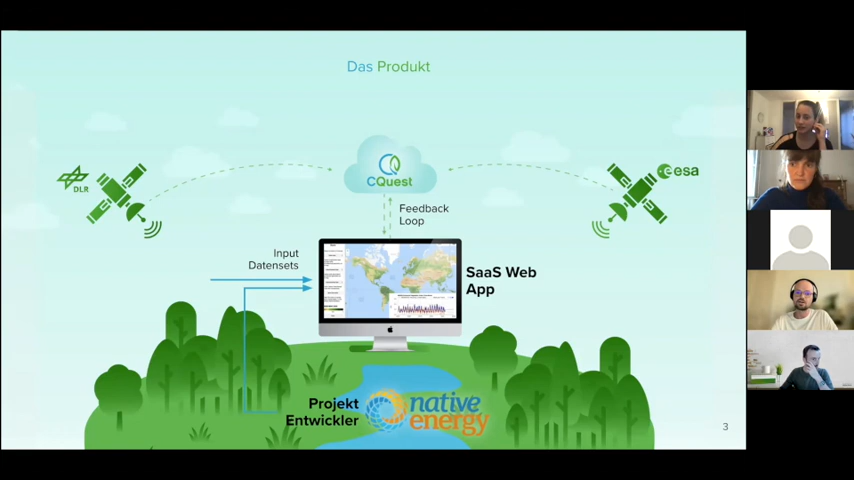 Das Produkt
DLR
CQuest
esa
Feedback
Loop
Input
Datensets
SaaS Web
App
Projekt
Entwickler
native
energy
3